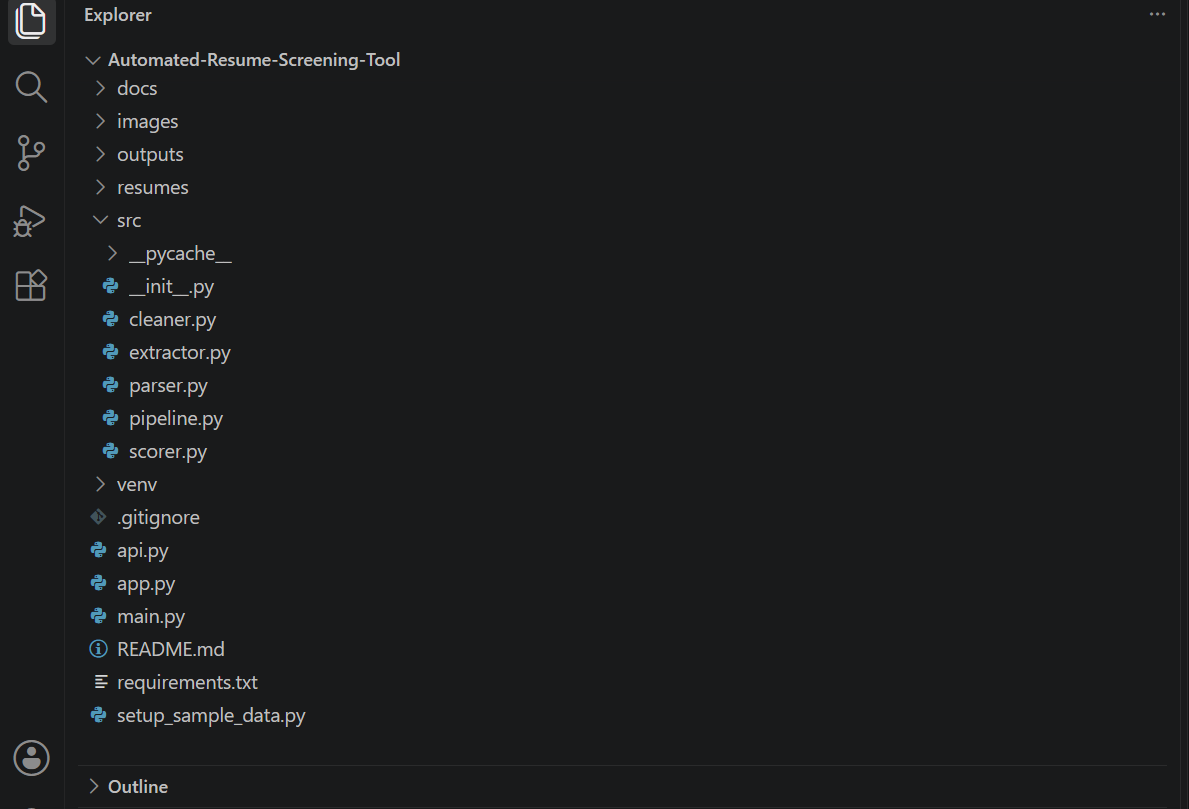 Explorer
Automated-Resume-Screening-Tool
docs
images
outputs
resumes
src
__pycache__
__init__.py
cleaner.py
extractor.py
parser.py
pipeline.py
scorer.py
venv
.gitignore
api.py
app.py
main.py
README.md
requirements.txt
setup_sample_data.py
Outline